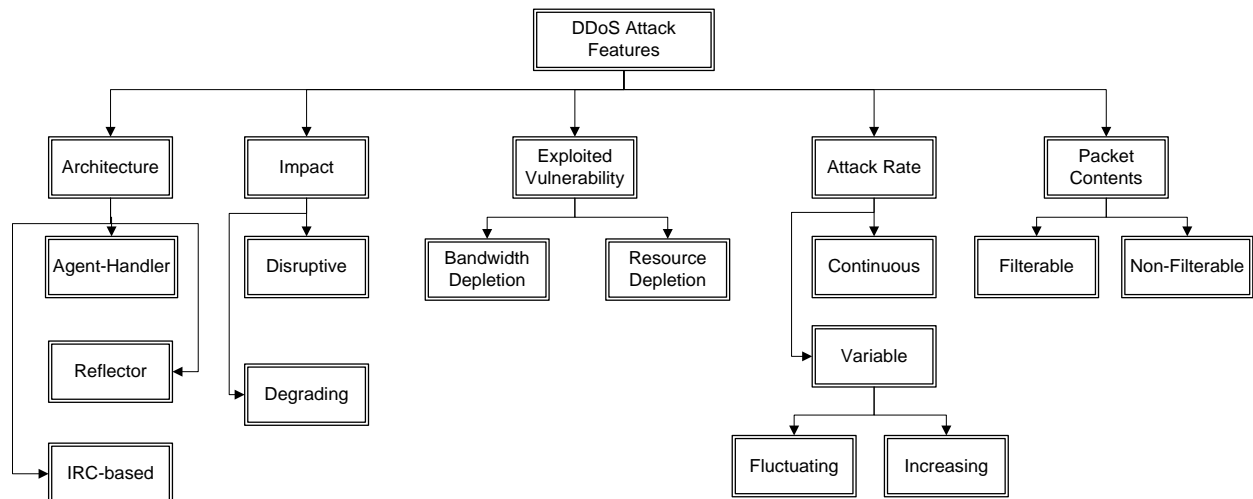 DDoS Attack
Features
Architecture
Impact
Exploited
Vulnerability
Attack Rate
Packet
Contents
Agent-Handler
Disruptive
Bandwidth
Depletion
Resource
Depletion
Continuous
Filterable
Non-Filterable
Reflector
Variable
Degrading
IRC-based
Fluctuating
Increasing